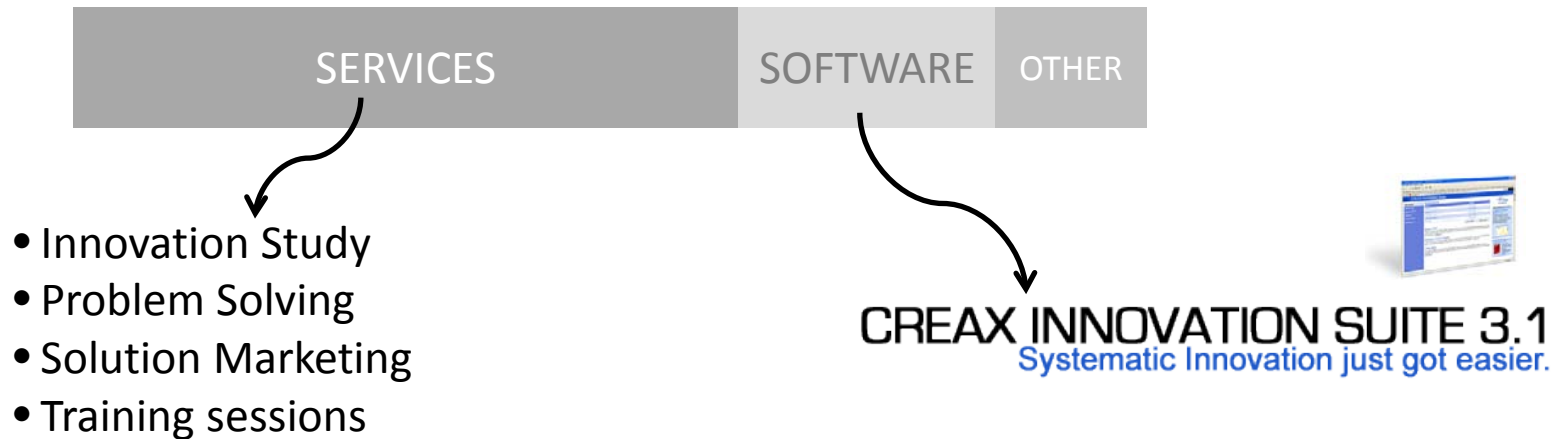 SERVICES SOFTWARE OTHER
• Innovation Study
• Problem Solving
• Solution Marketing
• Training sessions
CREAX INNOVATION SUITE 3.1
Systematic Innovation just got easier.